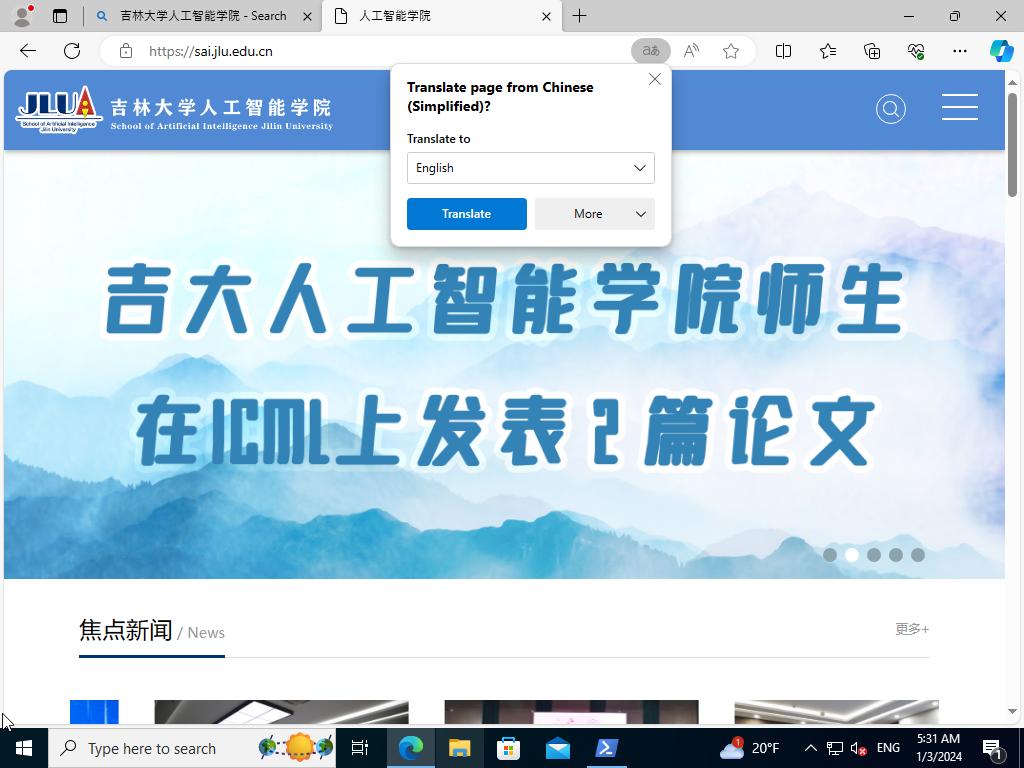 吉林大学人工智能学院 - Search
人工智能学院
https://sai.jlu.edu.cn
Translate page from Chinese
(Simplified)?
Translate to
English
Translate
More
JLUAI
School of Artificial Intelligence
Jilin University
吉林大学人工智能学院
School of Artificial Intelligence Jilin University
吉大人工智能学院师生
在ICML上发表2篇论文
焦点新闻 / News
更多+
Type here to search
1
20°F
ENG
5:31 AM
1/3/2024
1